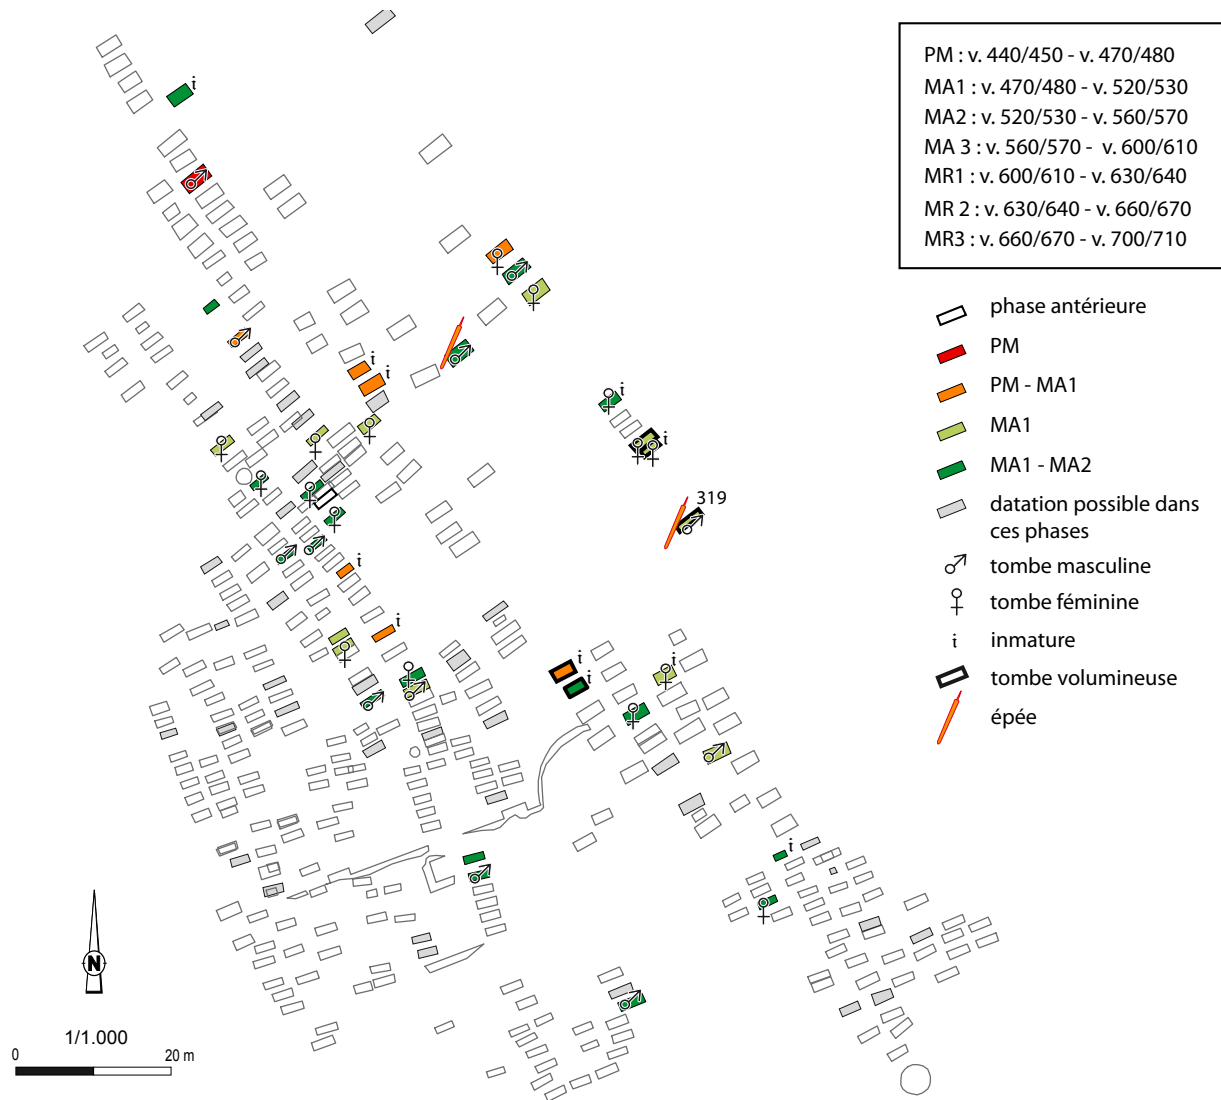 PM : v. 440/450 - v. 470/480
MA1 : v. 470/480 - v. 520/530
MA2 : v. 520/530 - v. 560/570
MA 3 : v. 560/570 - v. 600/610
MR1 : v. 600/610 - v. 630/640
MR 2 : v. 630/640 - v. 660/670
MR3 : v. 660/670 - v. 700/710
phase antérieure
PM
PM - MA1
MA1
MA1 - MA2
datation possible dans
ces phases
tombe masculine
tombe féminine
i inmature
tombe volumineuse
épée
i
i
i
i
i
319
i
i
i
i
i
i
N
1/1.000
0 20 m